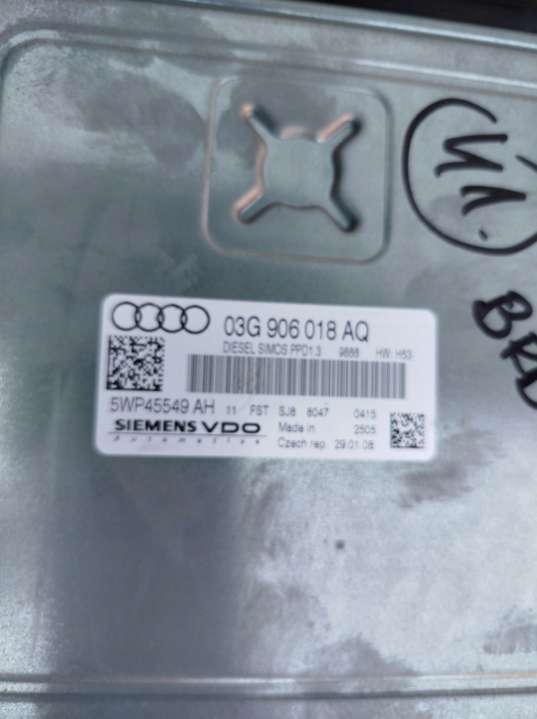 03G 906 018 AQ
DIESEL SIMOS PPD1.3 9888 HW: H53
5WP45549 AH 11 FST SJ8 8047 0415
SIEMENS VDO Made in 2505
Automotive Czech rep. 29.01.08